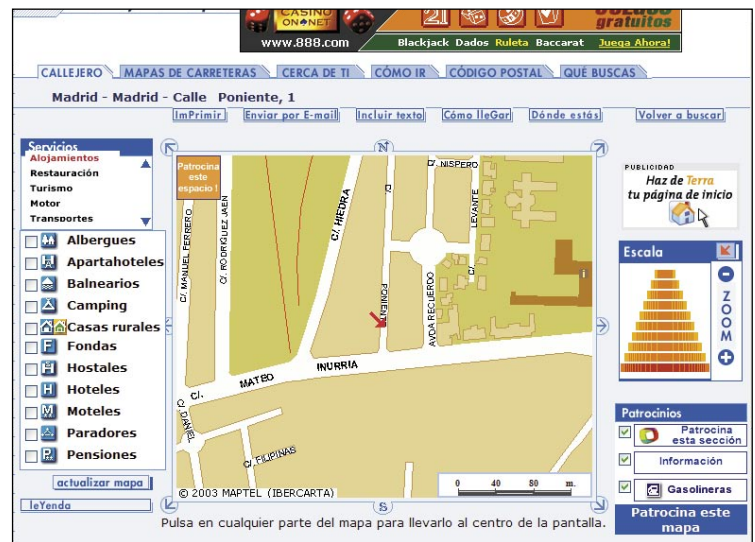 CASINO
ON NET
www.888.com
gratuitos
Blackjack Dados Ruleta Baccarat Juega Ahora!
CALLEJERO MAPAS DE CARRETERAS CERCA DE TI CÓMO IR CÓDIGO POSTAL QUÉ BUSCAS
Madrid - Madrid - Calle Poniente, 1
ImPrimir Enviar por E-mail Incluir texto Cómo lleGar Dónde estás Volver a buscar
Servicios
Alojamientos
Restauración
Turismo
Motor
Transportes
Albergues
Apartahoteles
Balnearios
Camping
Casas rurales
Fondas
Hostales
Hoteles
Moteles
Paradores
Pensiones
actualizar mapa
leYenda
N
Patrocina
este
espacio !
C/. MANUEL FERRERO
C/. RODRIGUEZ JAEN
C/. HIEDRA
C/. PONIENTE
C/. NISPERO
C/. LEVANTE
AVDA RECUERDO
C/. MATEO INURRIA
C/. DANIEL
C/. FILIPINAS
© 2003 MAPTEL (IBERCARTA)
0 40 80 m.
S
Pulsa en cualquier parte del mapa para llevarlo al centro de la pantalla.
PUBLICIDAD
Haz de Terra
tu página de inicio
Escala
ZOOM
Patrocinios
Patrocina
esta sección
Información
Gasolineras
Patrocina este
mapa